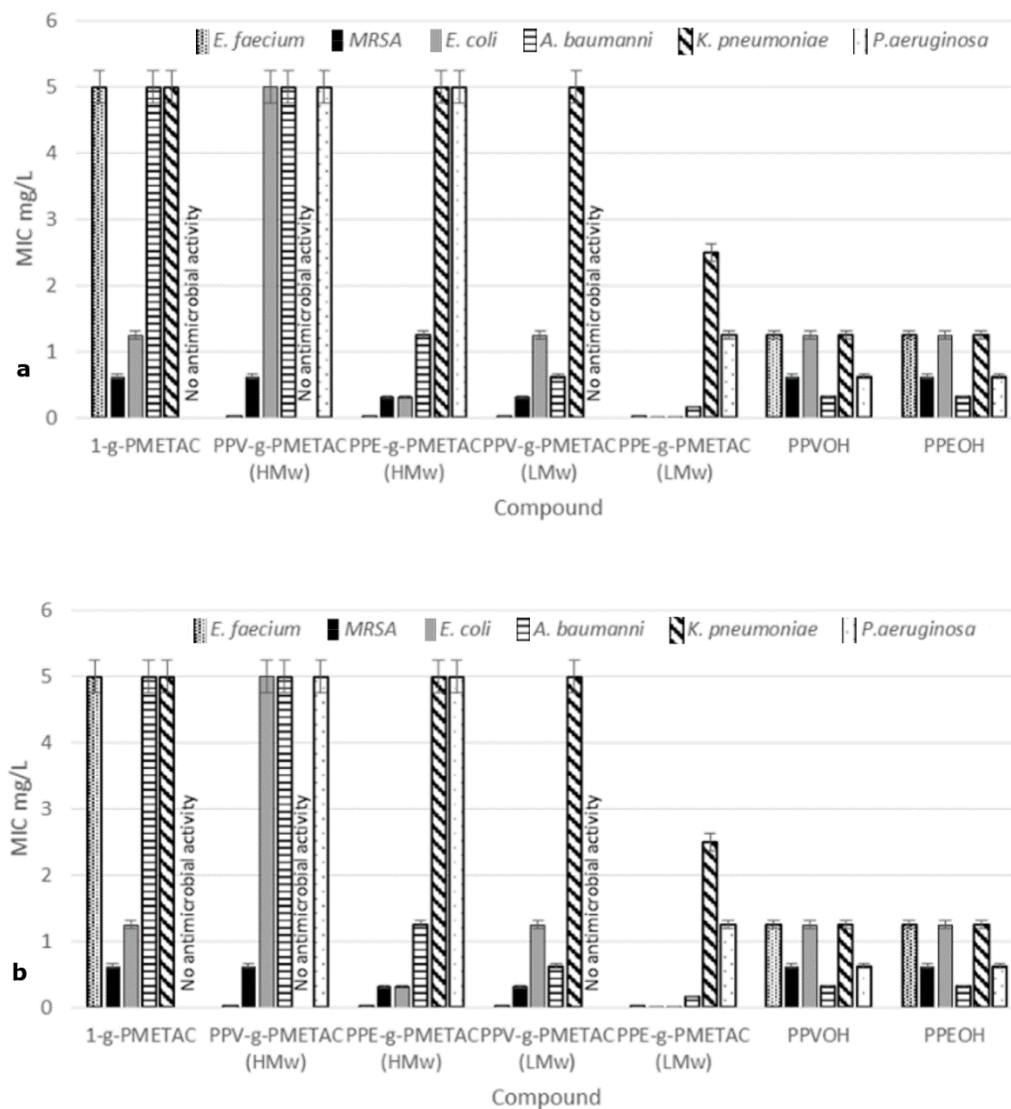 6
E. faecium MRSA E. coli A. baumanni K. pneumoniae P.aeruginosa
5
4
3
2
1
0
MIC mg/L
No antimicrobial activity
No antimicrobial activity
No antimicrobial activity
a
1-g-PMETAC PPV-g-PMETAC PPE-g-PMETAC PPV-g-PMETAC PPE-g-PMETAC PPVOH PPEOH
(HMw) (HMw) (LMw) (LMw)
Compound
6
E. faecium MRSA E. coli A. baumanni K. pneumoniae P.aeruginosa
5
4
3
2
1
0
MIC mg/L
No antimicrobial activity
No antimicrobial activity
No antimicrobial activity
b
1-g-PMETAC PPV-g-PMETAC PPE-g-PMETAC PPV-g-PMETAC PPE-g-PMETAC PPVOH PPEOH
(HMw) (HMw) (LMw) (LMw)
Compound